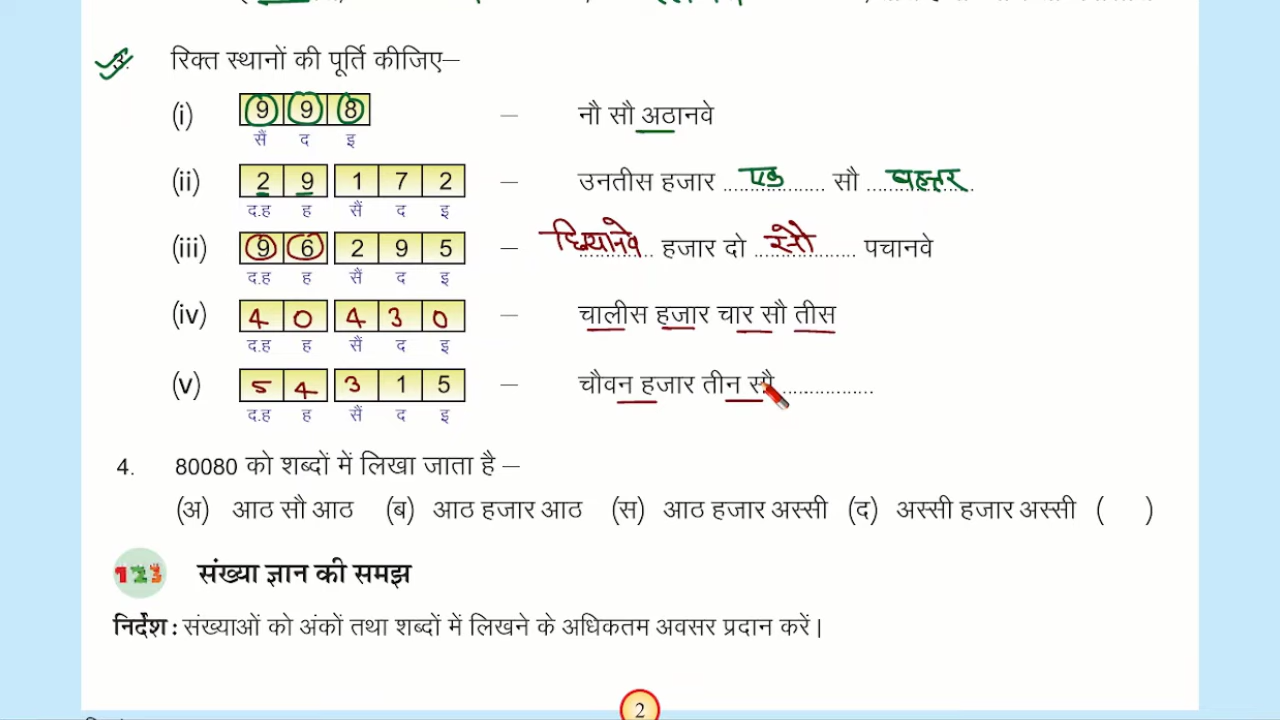 3. रिक्त स्थानों की पूर्ति कीजिए–
(i) 9 9 8 – नौ सौ अठानवे
सैं द इ
(ii) 2 9 1 7 2 – उनतीस हजार एक सौ बहत्तर
द.ह ह सैं द इ
(iii) 9 6 2 9 5 – छियानवे हजार दो सौ पचानवे
द.ह ह सैं द इ
(iv) 4 0 4 3 0 – चालीस हजार चार सौ तीस
द.ह ह सैं द इ
(v) 5 4 3 1 5 – चौवन हजार तीन सौ ................
द.ह ह सैं द इ
4. 80080 को शब्दों में लिखा जाता है –
(अ) आठ सौ आठ (ब) आठ हजार आठ (स) आठ हजार अस्सी (द) अस्सी हजार अस्सी ( )
123 संख्या ज्ञान की समझ
निर्देश : संख्याओं को अंकों तथा शब्दों में लिखने के अधिकतम अवसर प्रदान करें |
2